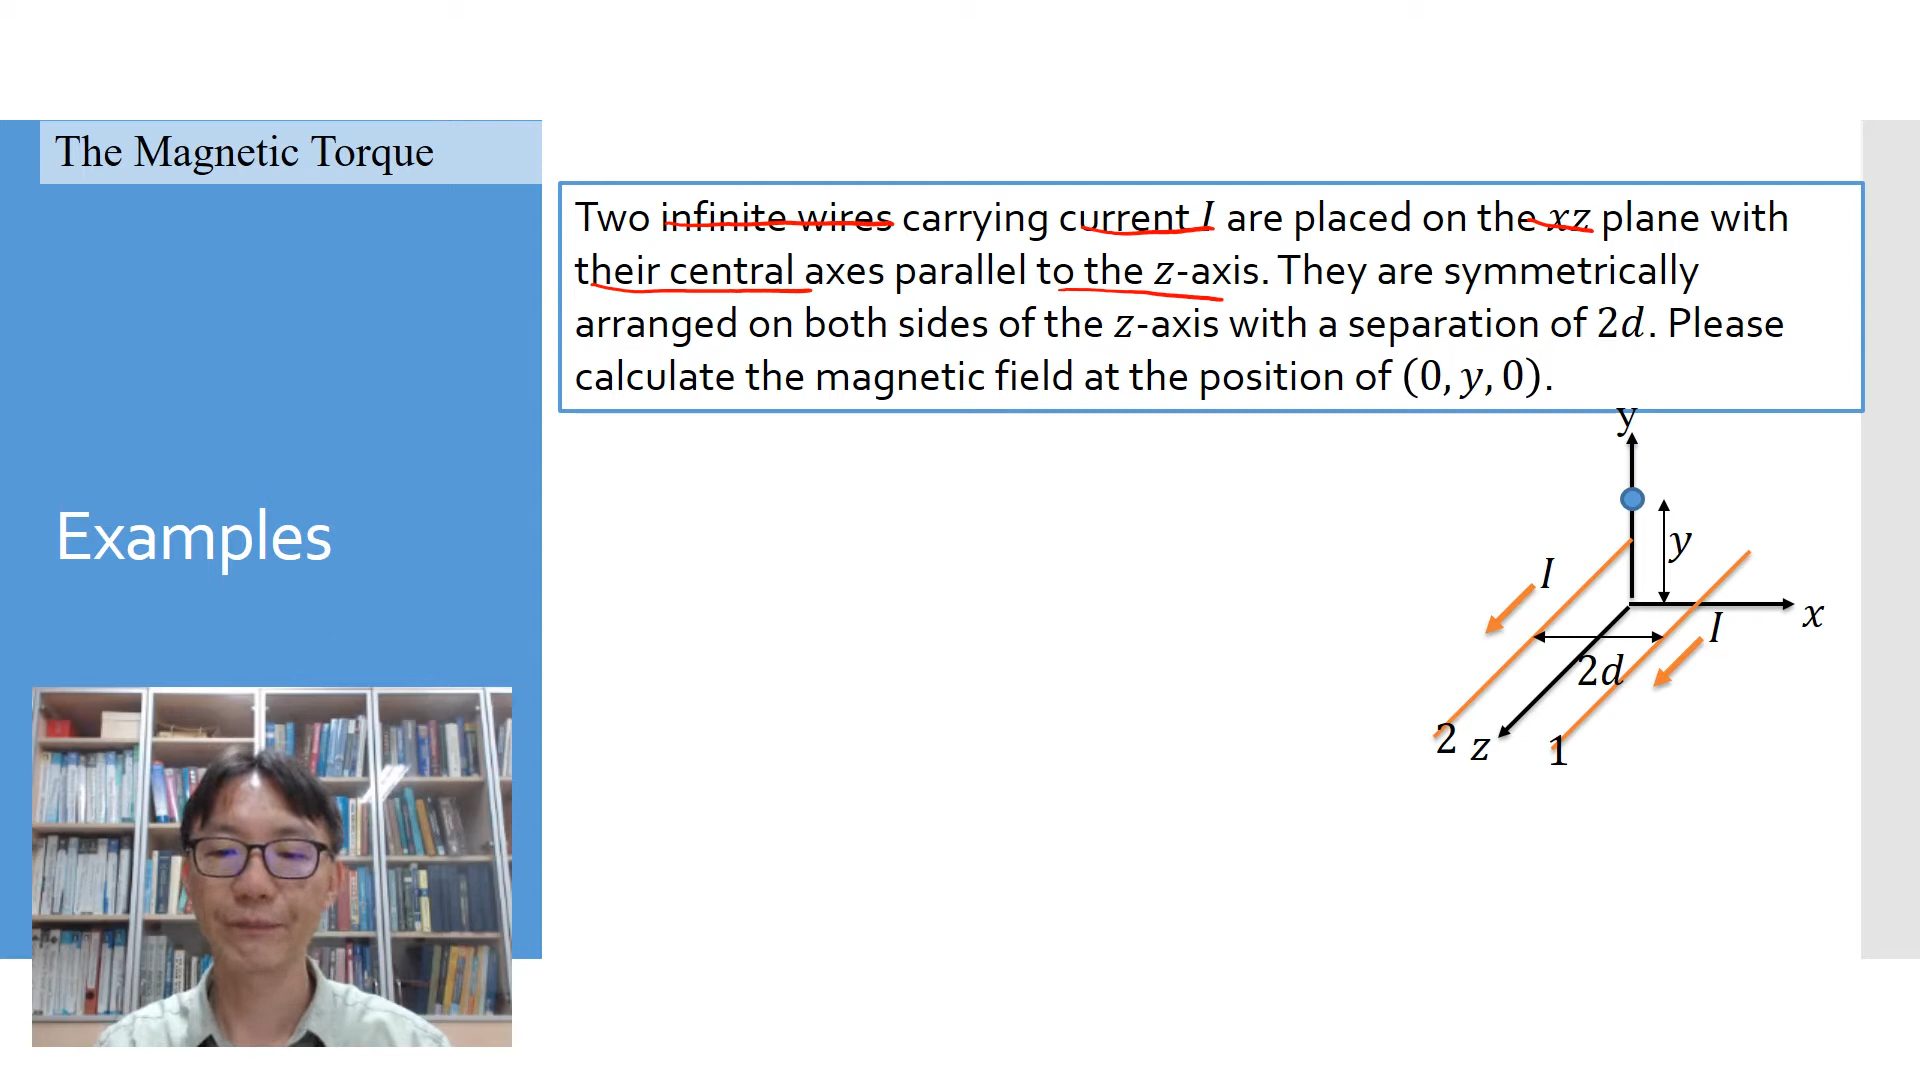 The Magnetic Torque
Two infinite wires carrying current I are placed on the xz plane with
their central axes parallel to the z-axis. They are symmetrically
arranged on both sides of the z-axis with a separation of 2d. Please
calculate the magnetic field at the position of (0, y, 0).
Examples
y
y
I
x
I
2d
2
z
1